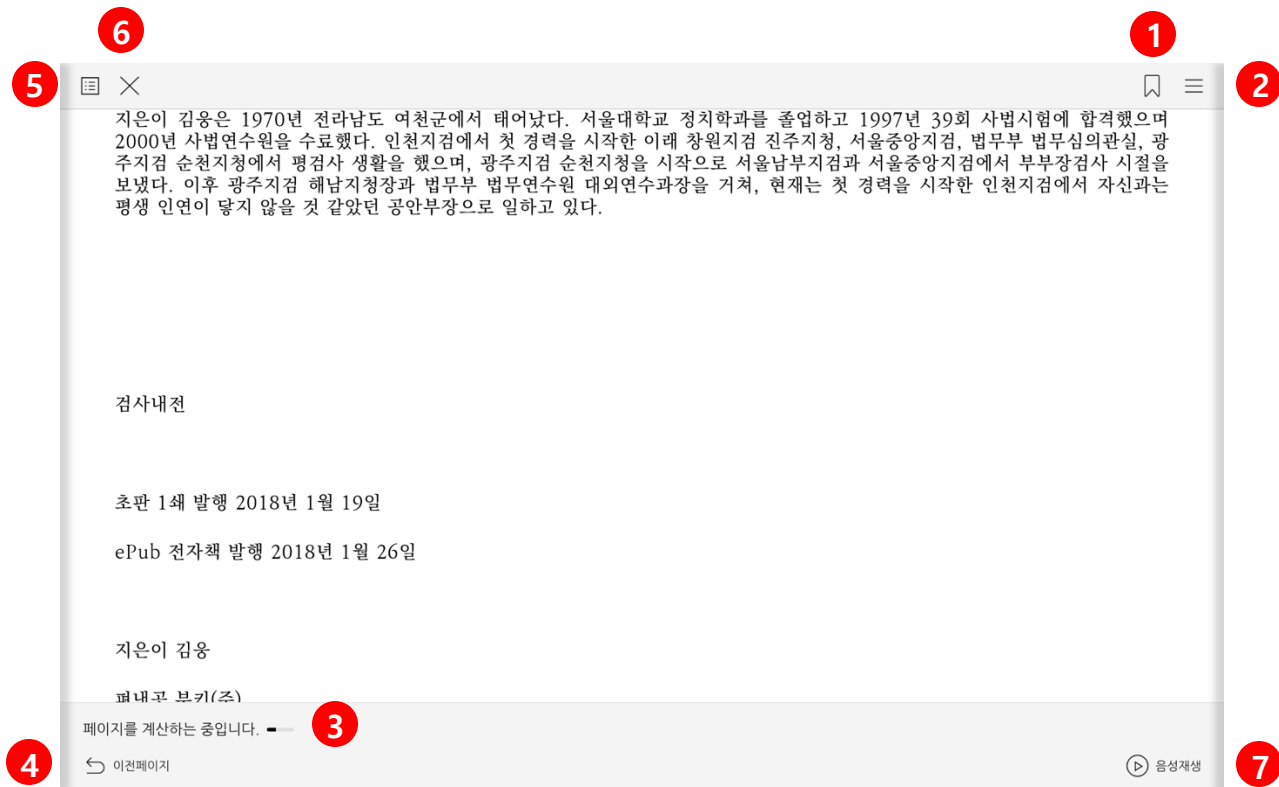 6
1
5
2
지은이 김웅은 1970년 전라남도 여천군에서 태어났다. 서울대학교 정치학과를 졸업하고 1997년 39회 사법시험에 합격했으며
2000년 사법연수원을 수료했다. 인천지검에서 첫 경력을 시작한 이래 창원지검 진주지청, 서울중앙지검, 법무부 법무심의관실, 광
주지검 순천지청에서 평검사 생활을 했으며, 광주지검 순천지청을 시작으로 서울남부지검과 서울중앙지검에서 부부장검사 시절을
보냈다. 이후 광주지검 해남지청장과 법무부 법무연수원 대외연수과장을 거쳐, 현재는 첫 경력을 시작한 인천지검에서 자신과는
평생 인연이 닿지 않을 것 같았던 공안부장으로 일하고 있다.
검사내전
초판 1쇄 발행 2018년 1월 19일
ePub 전자책 발행 2018년 1월 26일
지은이 김웅
펴낸곳 부키(주)
페이지를 계산하는 중입니다.
3
4
이전페이지
음성재생
7